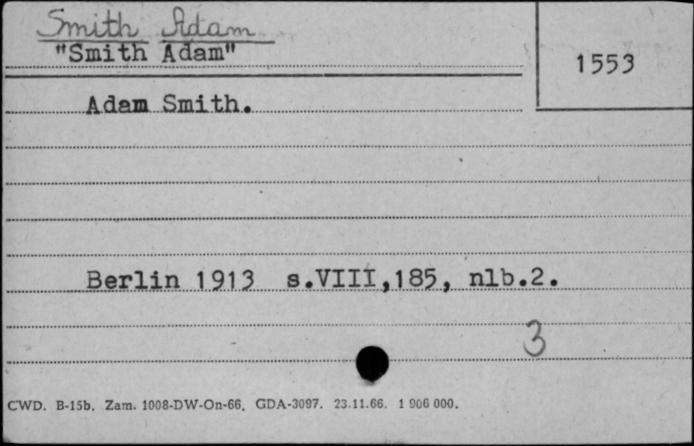 Smith Adam
"Smith Adam"
1553
Adam Smith.
Berlin 1913 s.VIII,185, nlb.2.
3
CWD. B-15b. Zam. 1008-DW-On-66. GDA-3097. 23.11.66. 1 906 000.